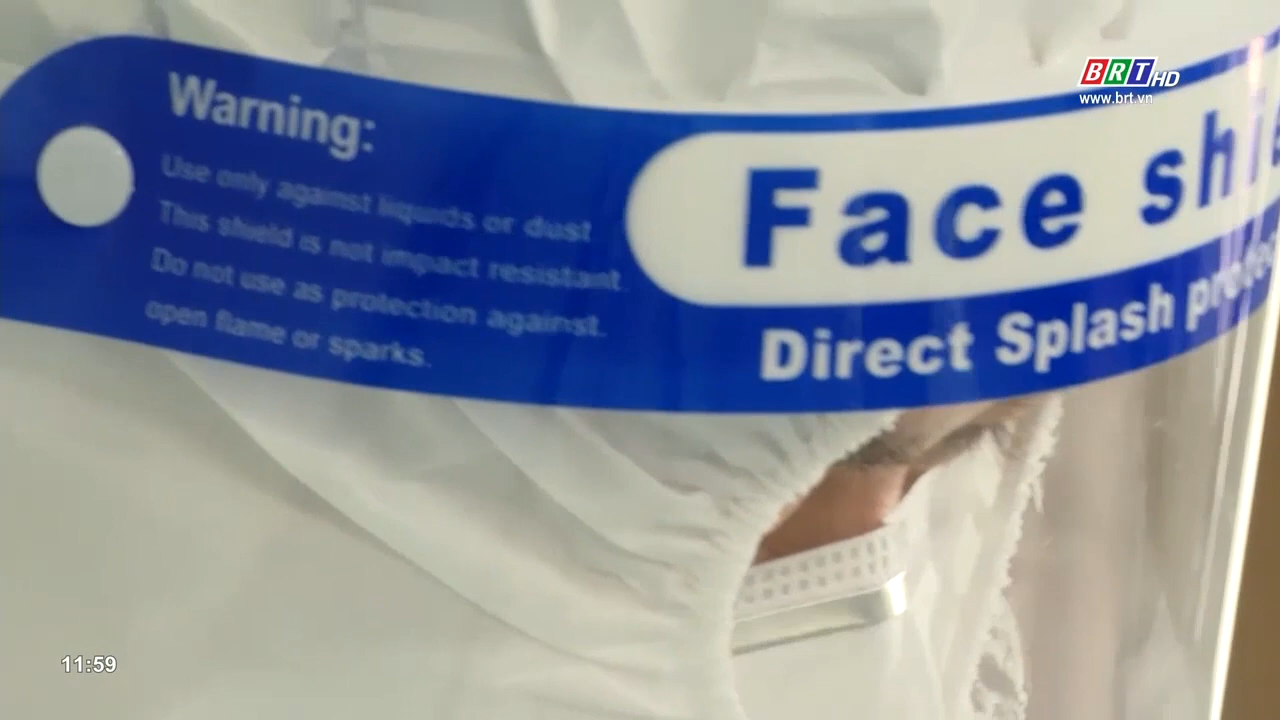 BRT HD
www.brt.vn
Warning:
Use only against liquids or dust
This shield is not impact resistant.
Do not use as protection against.
open flame or sparks.
Face shi
Direct Splash protec
11:59